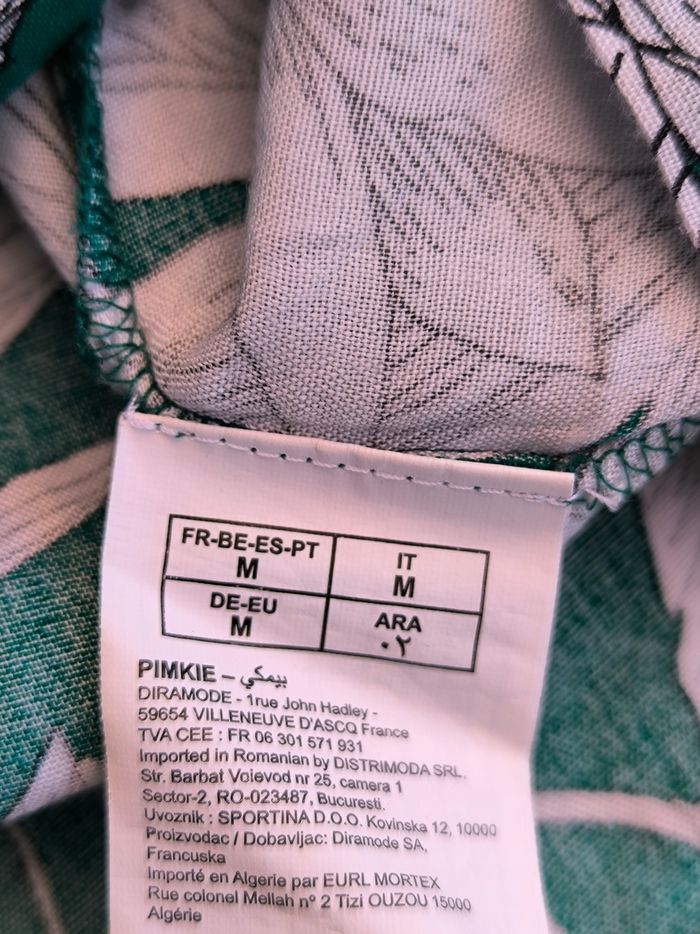 FR-BE-ES-PT
M
IT
M
DE-EU
M
ARA
٠٢
PIMKIE – بيمكي
DIRAMODE - 1rue John Hadley -
59654 VILLENEUVE D'ASCQ France
TVA CEE : FR 06 301 571 931
Imported in Romanian by DISTRIMODA SRL.
Str. Barbat Voievod nr 25, camera 1
Sector-2, RO-023487, Bucuresti.
Uvoznik : SPORTINA D.O.O. Kovinska 12, 10000
Proizvodac / Dobavljac: Diramode SA,
Francuska
Importé en Algerie par EURL MORTEX
Rue colonel Mellah n° 2 Tizi OUZOU 15000
Algérie